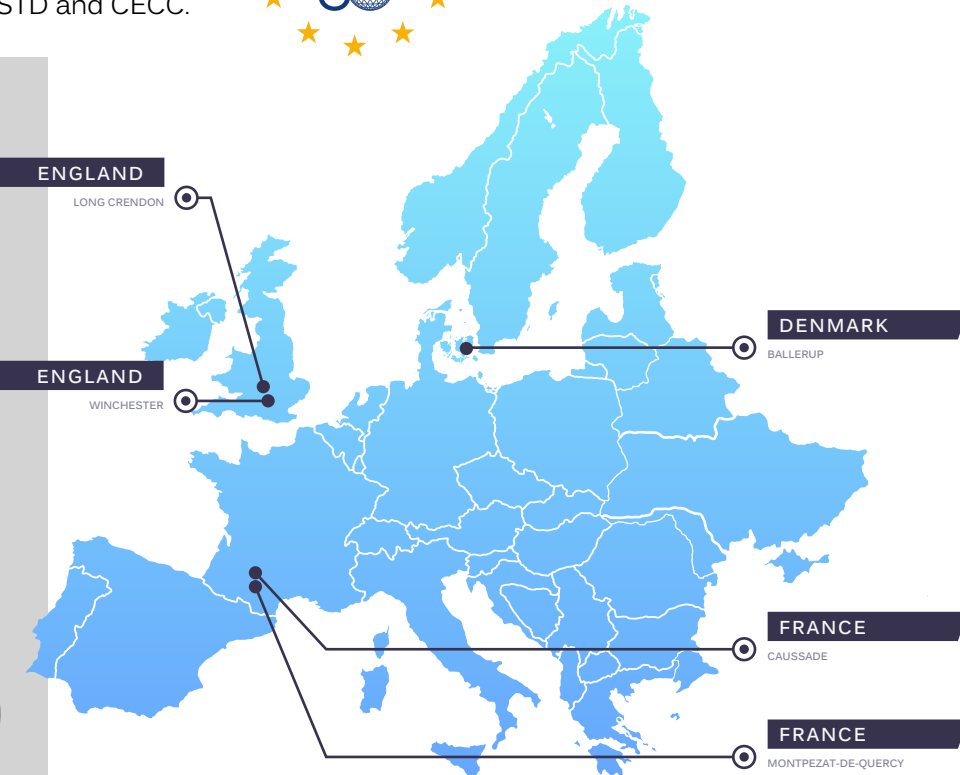 STD and CECC.
ENGLAND
LONG CRENDON
ENGLAND
WINCHESTER
DENMARK
BALLERUP
FRANCE
CAUSSADE
FRANCE
MONTPEZAT-DE-QUERCY